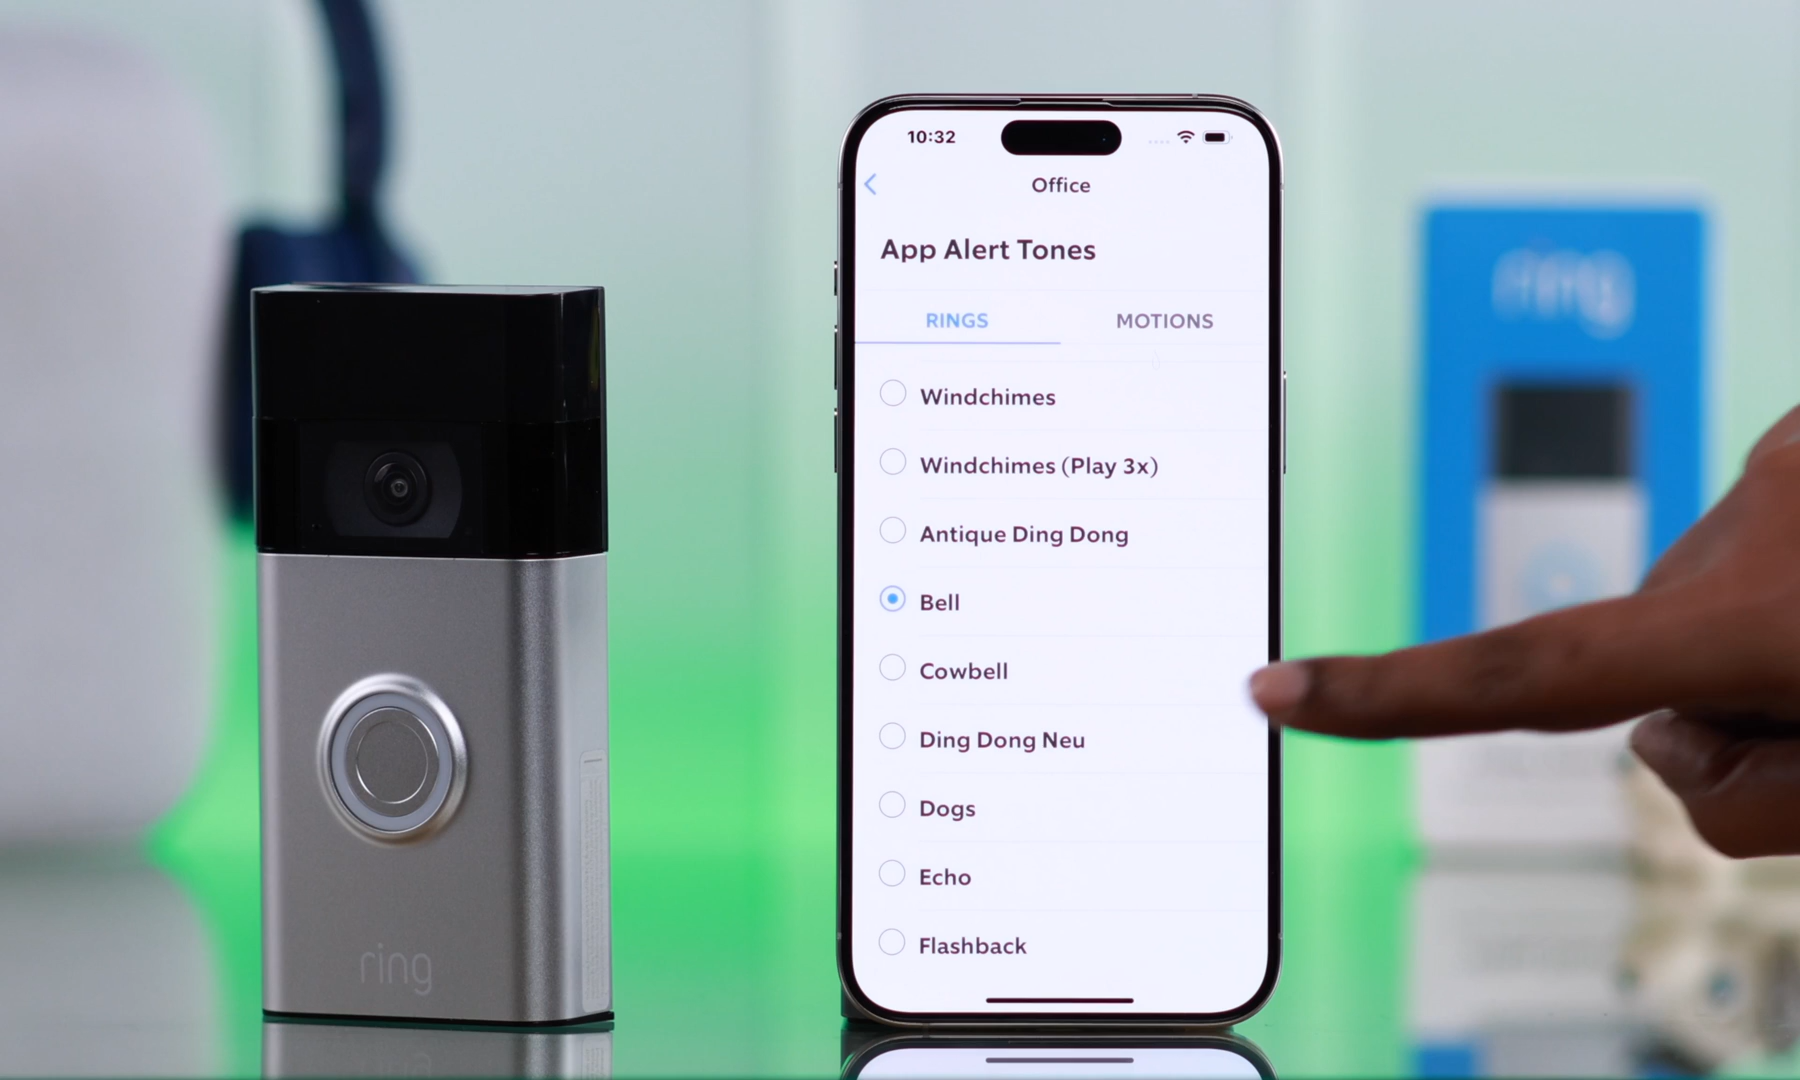 10:32
Office
App Alert Tones
RINGS MOTIONS
Windchimes
Windchimes (Play 3x)
Antique Ding Dong
Bell
Cowbell
Ding Dong Neu
Dogs
Echo
Flashback
ring
ring